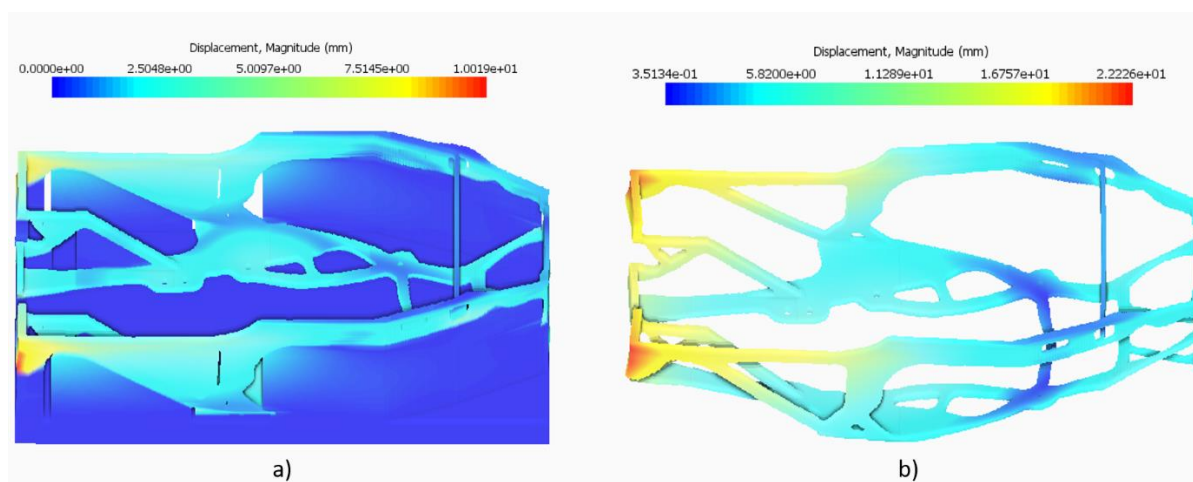 Displacement, Magnitude (mm)
0.0000e+00 2.5048e+00 5.0097e+00 7.5145e+00 1.0019e+01
Displacement, Magnitude (mm)
3.5134e-01 5.8200e+00 1.1289e+01 1.6757e+01 2.2226e+01
a)
b)